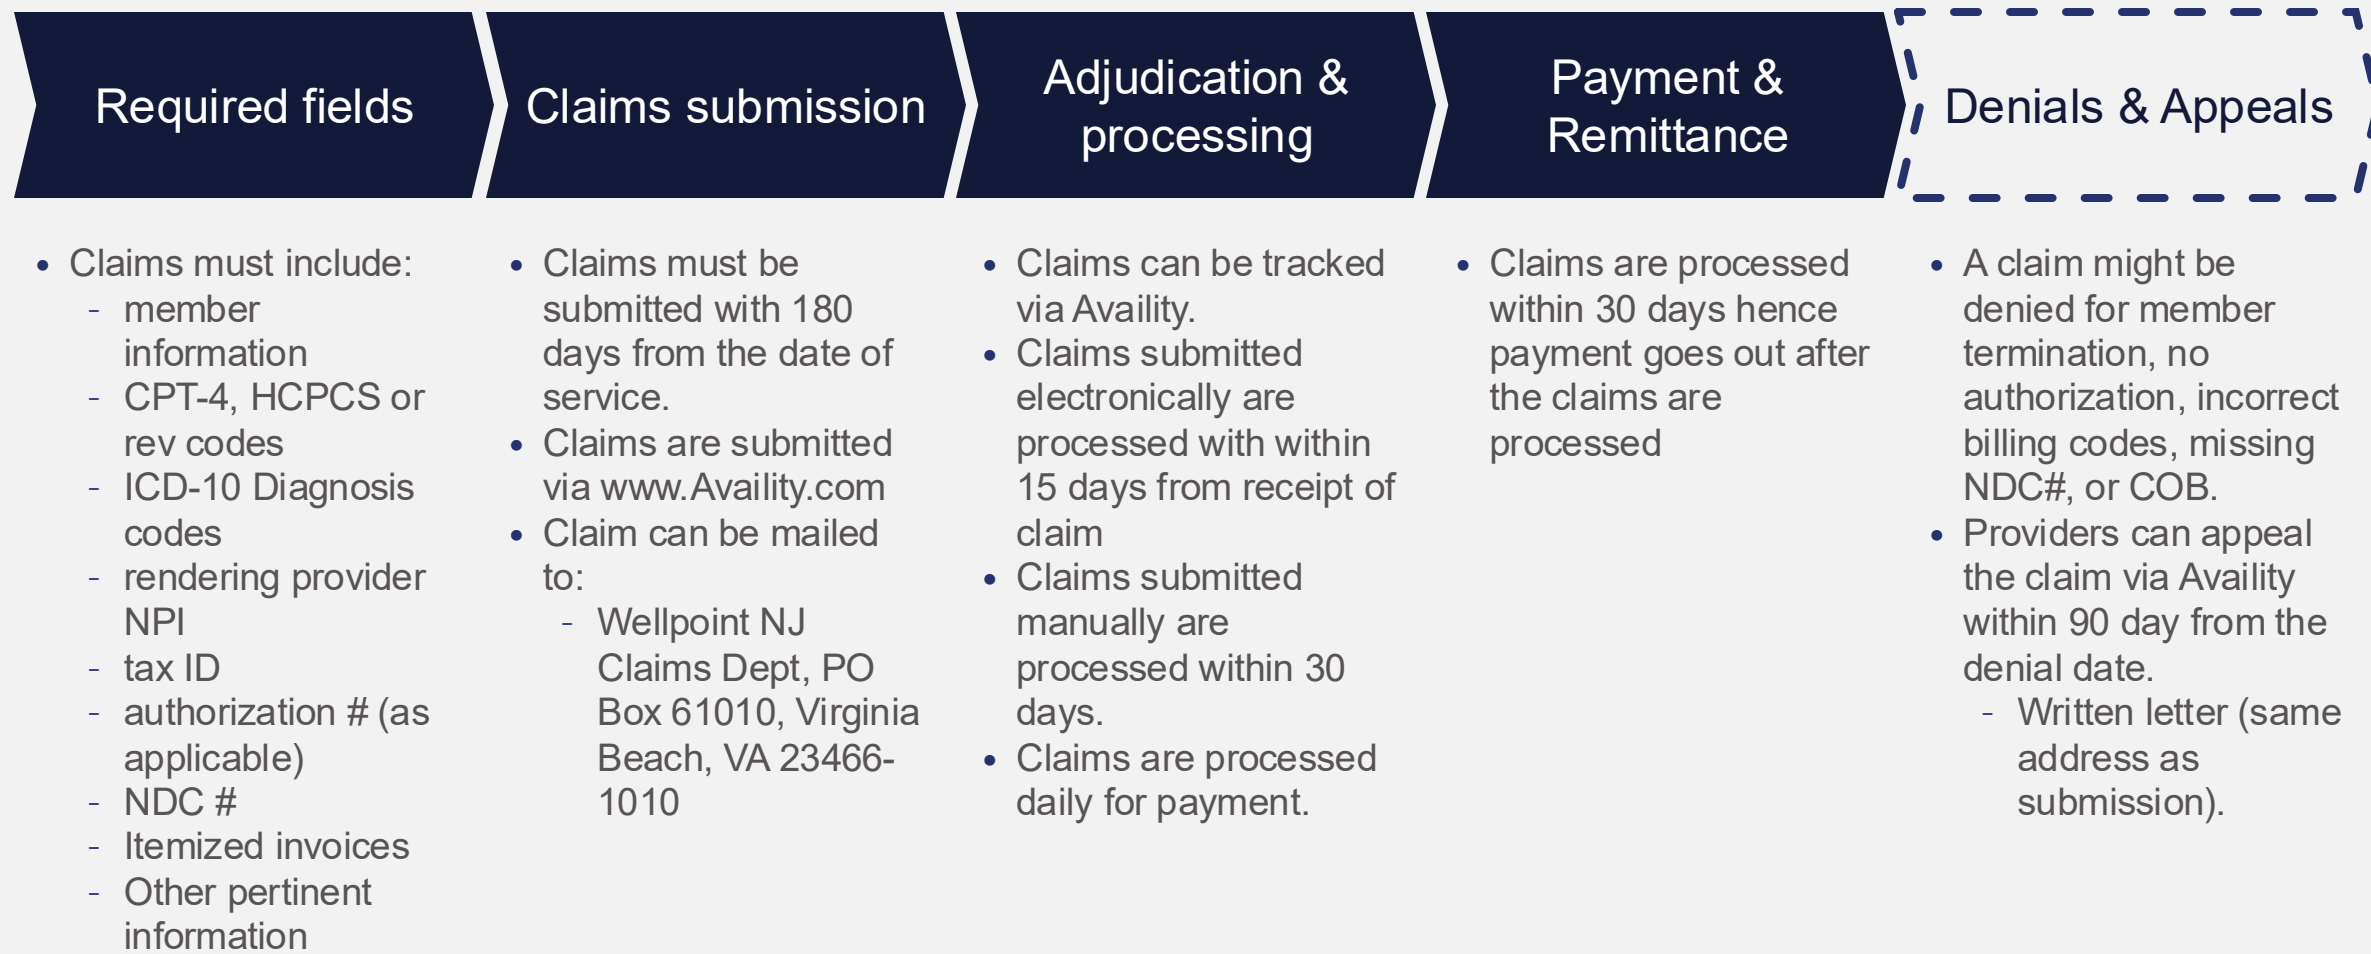 Required fields
Claims submission
Adjudication &
processing
Payment &
Remittance
Denials & Appeals
• Claims must include:
- member
information
- CPT-4, HCPCS or
rev codes
- ICD-10 Diagnosis
codes
- rendering provider
NPI
- tax ID
- authorization # (as
applicable)
- NDC #
- Itemized invoices
- Other pertinent
information
• Claims must be
submitted with 180
days from the date of
service.
• Claims are submitted
via www.Availity.com
• Claim can be mailed
to:
- Wellpoint NJ
Claims Dept, PO
Box 61010, Virginia
Beach, VA 23466-
1010
• Claims can be tracked
via Availity.
• Claims submitted
electronically are
processed with within
15 days from receipt of
claim
• Claims submitted
manually are
processed within 30
days.
• Claims are processed
daily for payment.
• Claims are processed
within 30 days hence
payment goes out after
the claims are
processed
• A claim might be
denied for member
termination, no
authorization, incorrect
billing codes, missing
NDC#, or COB.
• Providers can appeal
the claim via Availity
within 90 day from the
denial date.
- Written letter (same
address as
submission).